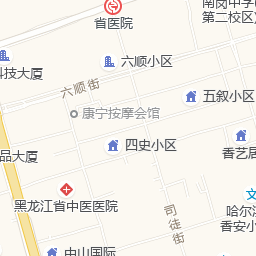 南岗中学
第二校区
省医院
六顺小区
科技大厦
六顺街
五叙小区
康宁按摩会馆
四史小区
香芝居
品大厦
黑龙江省中医医院
司徒街
哈尔滨
香安小
中山国际